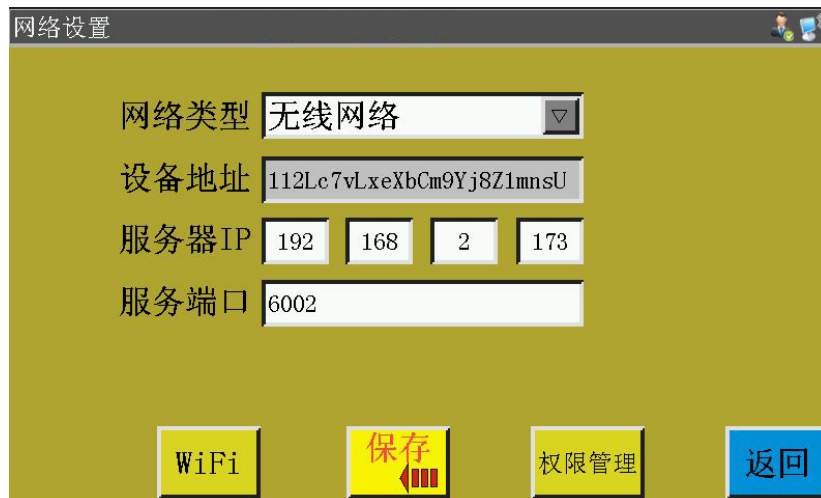 网络设置
网络类型 无线网络
设备地址 112Lc7vLxeXbCm9Yj8Z1mnsU
服务器IP 192 168 2 173
服务端口 6002
WiFi 保存 权限管理 返回